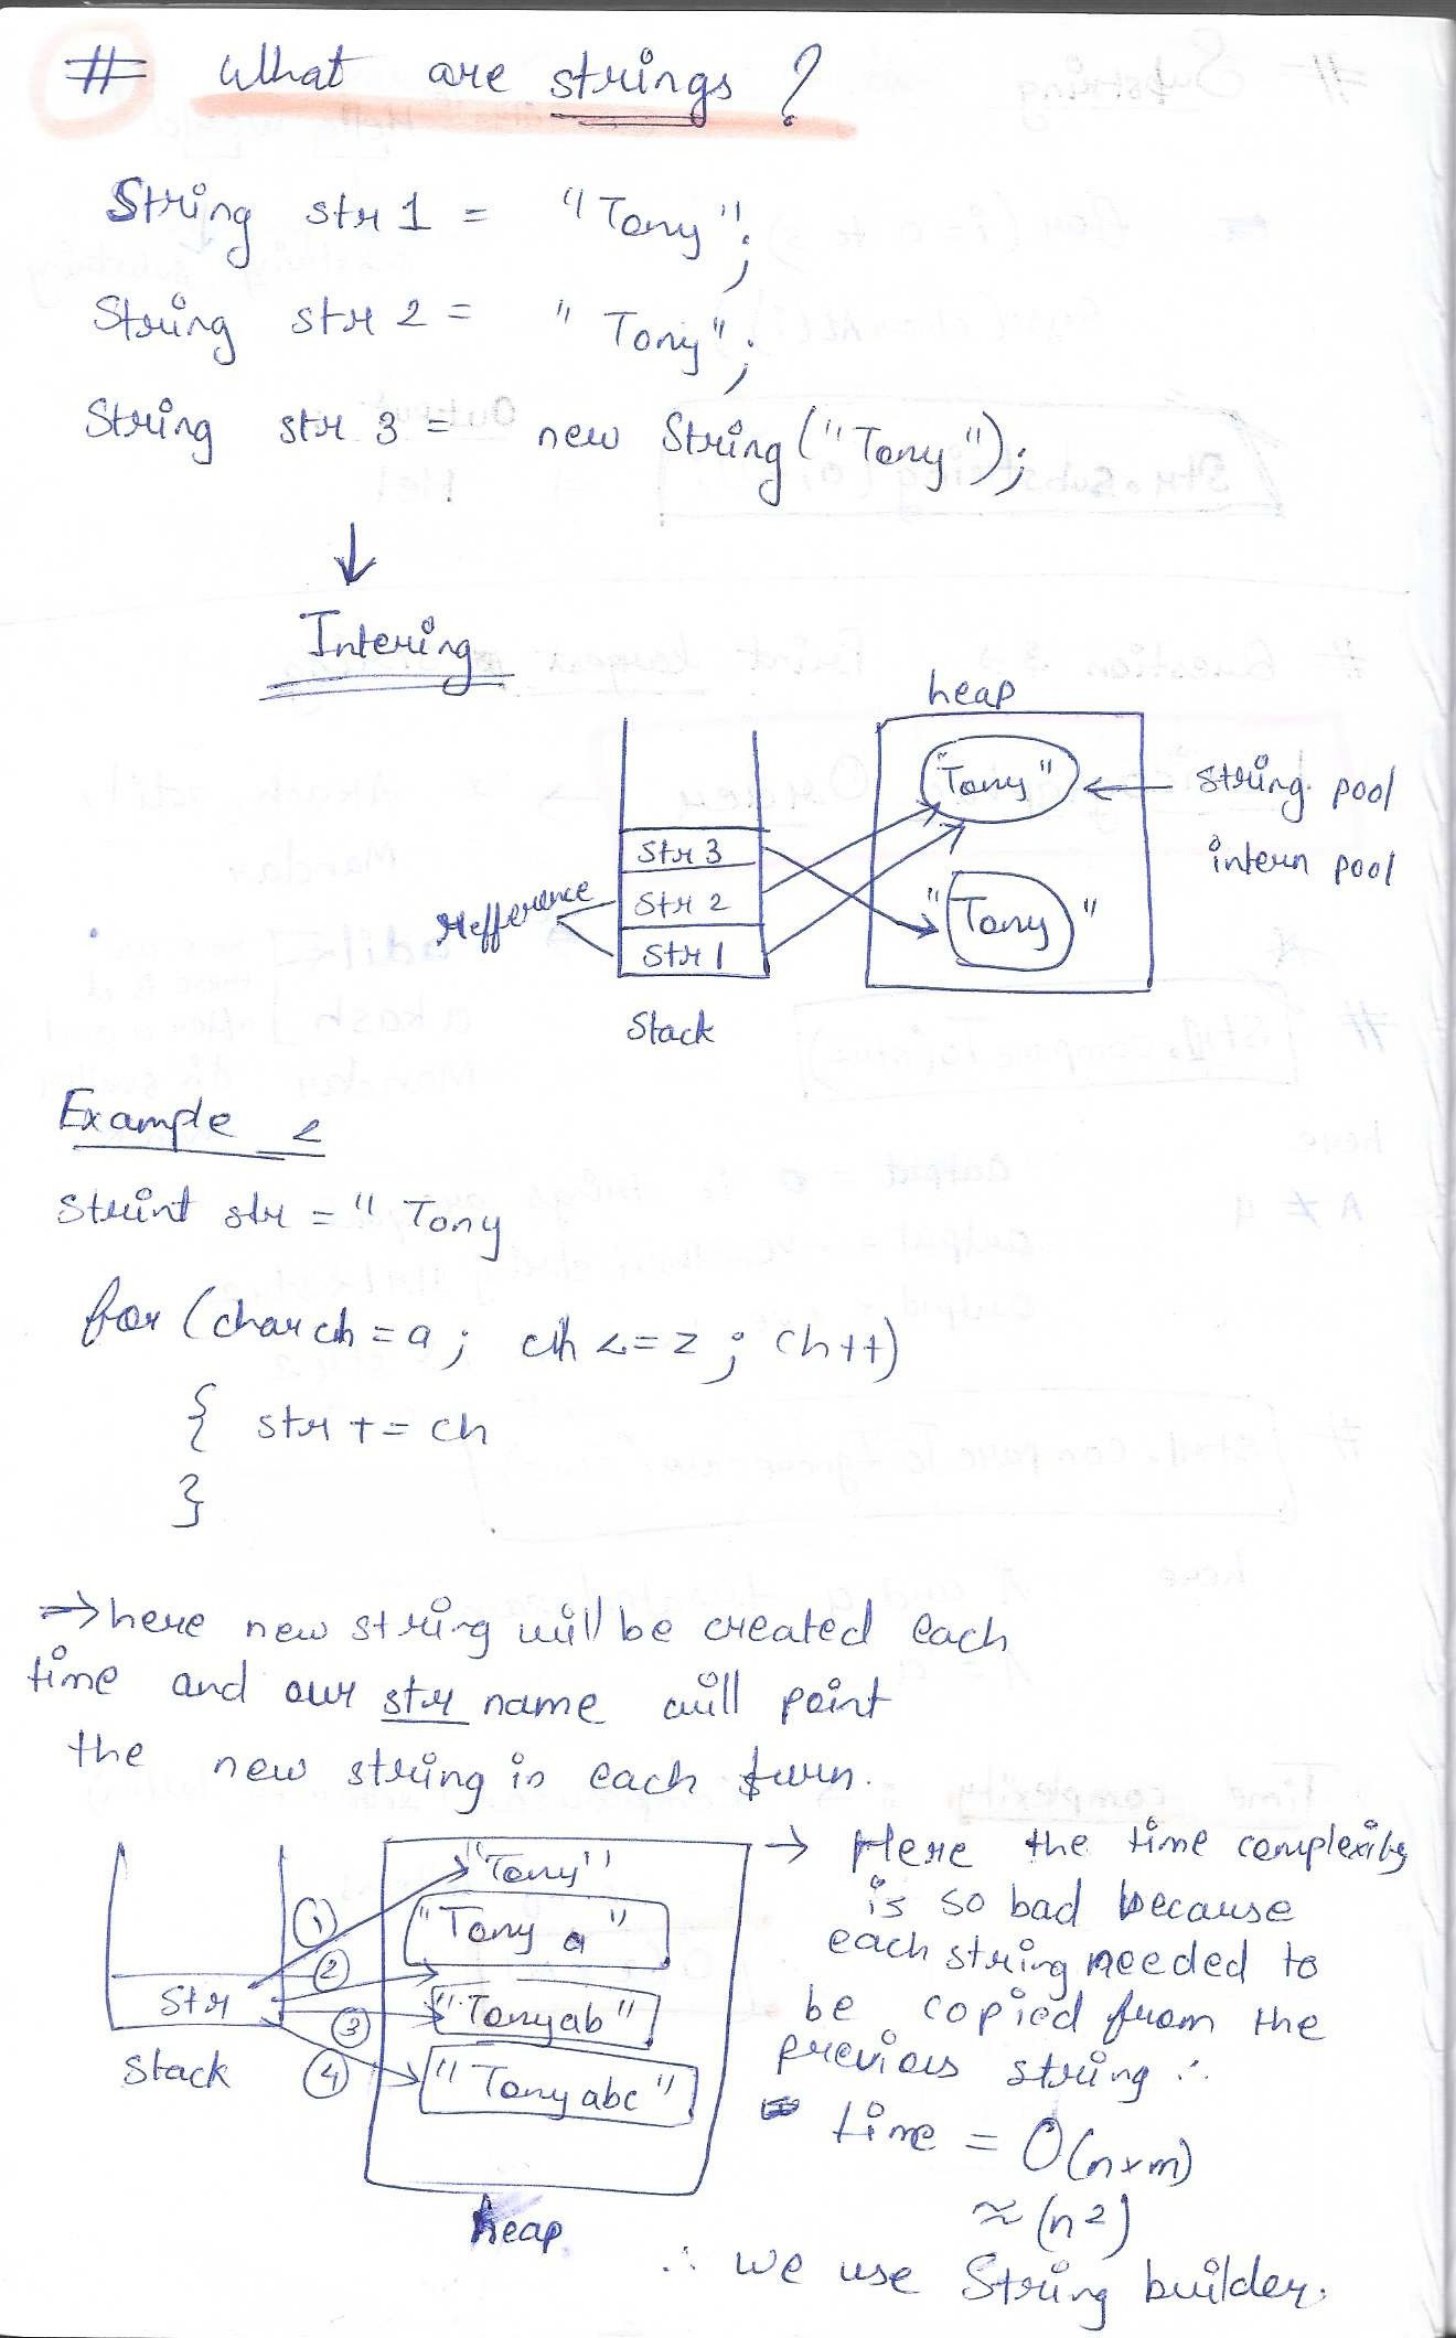 # What are strings ?
String str 1 = "Tony";
String str 2 = "Tony";
String str 3 = new String("Tony");
↓
Intering
heap
"Tony" ← string pool
intern pool
Str 3
Str 2
Str 1
refference
"Tony"
Stack
Example 2
Strint str = " Tony
for (char ch = a ; ch <= z ; ch++)
{ str += ch
}
⇒ here new string will be created each
time and our str name will point
the new string in each turn.
"Tony"
"Tony a"
"Tonyab"
"Tonyabc"
1
2
3
4
Str
Stack
heap
→ Here the time complexity
is so bad because
each string needed to
be copied from the
previous string ∴
time = O(n×m)
≈ (n²)
∴ we use String builder.